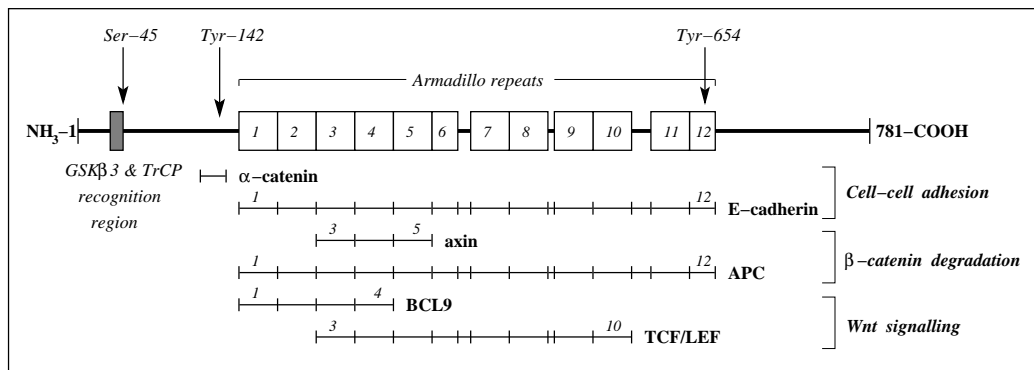 Ser−45 Tyr−142 Tyr−654
Armadillo repeats
NH3−1 1 2 3 4 5 6 7 8 9 10 11 12 781−COOH
GSKβ3 & TrCP
recognition
region
α−catenin
1 12 E−cadherin
Cell−cell adhesion
3 5 axin
1 12 APC
β−catenin degradation
1 4 BCL9
3 10 TCF/LEF
Wnt signalling